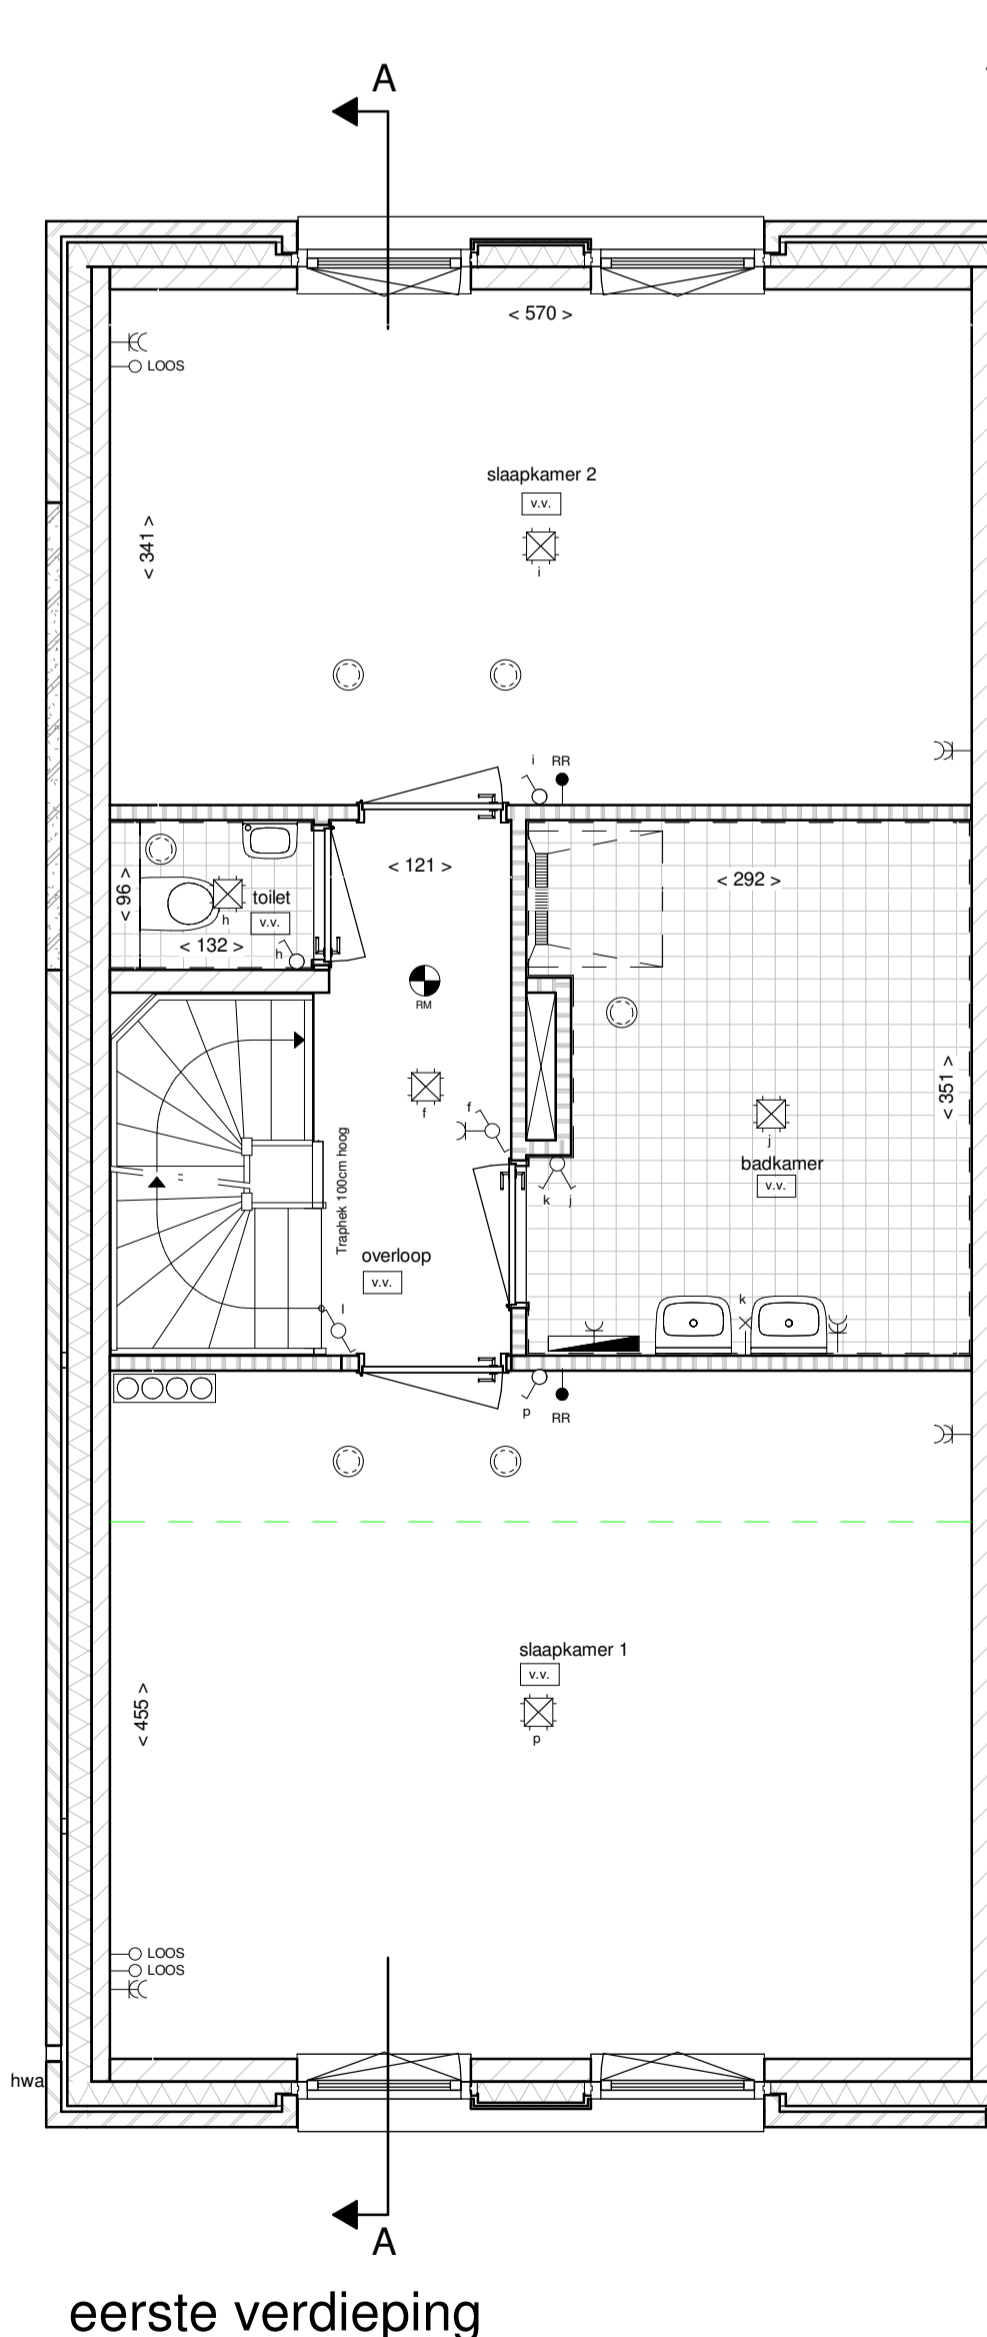 A
< 570 >
LOOS
slaapkamer 2
v.v.
< 341 >
i
i
RR
< 121 >
< 292 >
< 96 >
toilet
h
v.v.
< 132 >
h
RM
< 351 >
f
f
j
Traphek 100cm hoog
badkamer
v.v.
k
j
overloop
v.v.
k
l
p
RR
slaapkamer 1
v.v.
< 455 >
p
LOOS
LOOS
hwa
A
eerste verdieping